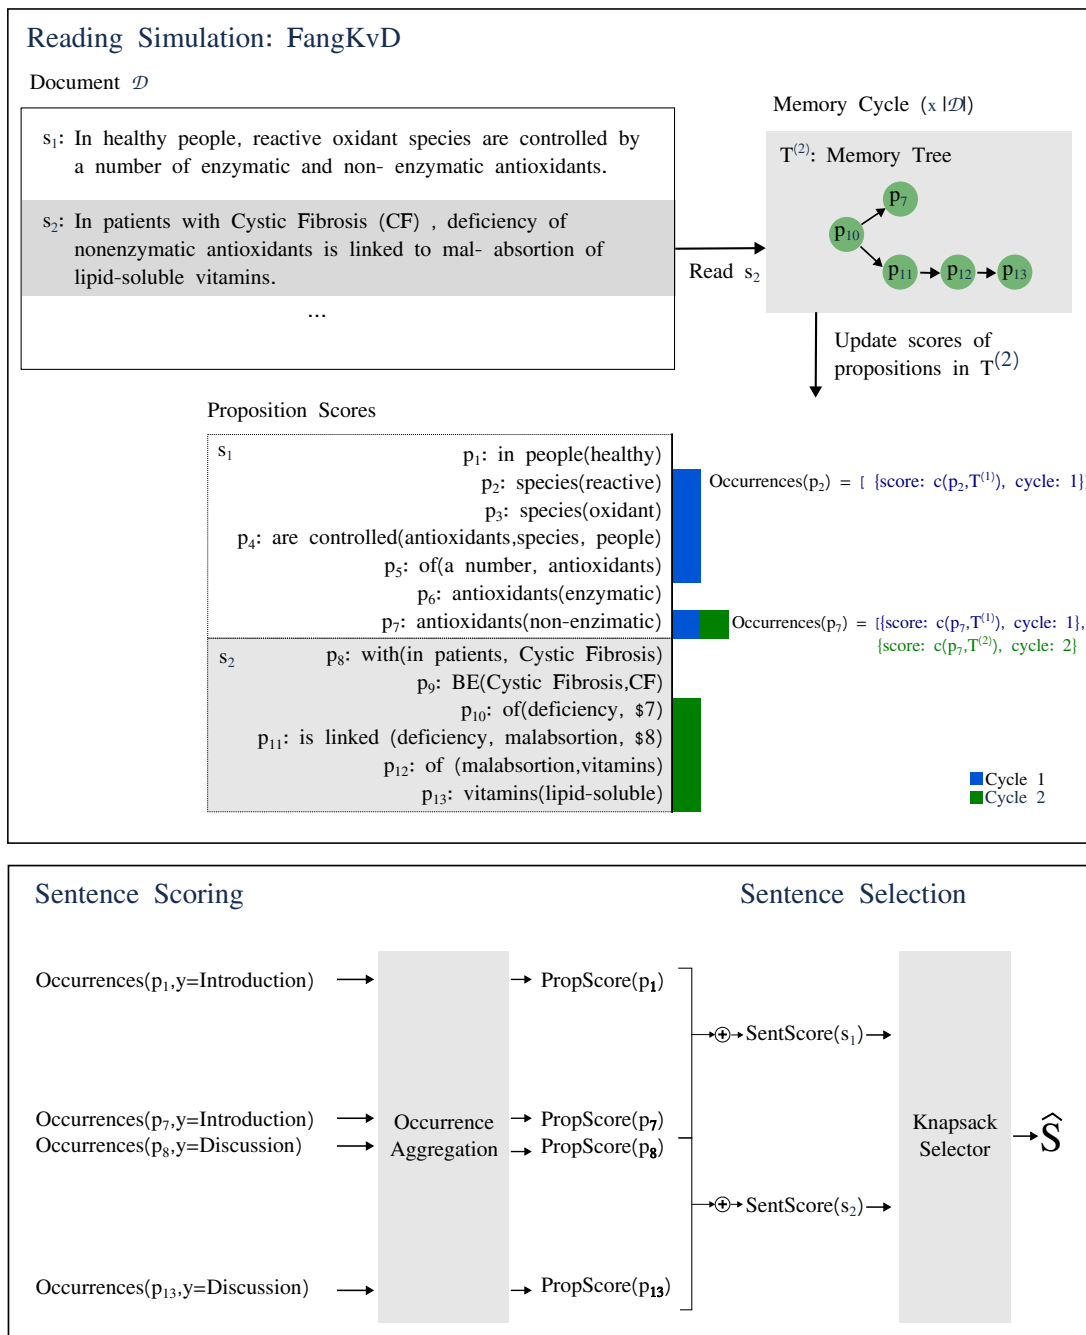 Reading Simulation: FangKvD
Document 𝒟
s1: In healthy people, reactive oxidant species are controlled by
a number of enzymatic and non- enzymatic antioxidants.
s2: In patients with Cystic Fibrosis (CF) , deficiency of
nonenzymatic antioxidants is linked to mal- absortion of
lipid-soluble vitamins.
...
Read s2
Memory Cycle (x |𝒟|)
T(2): Memory Tree
p7
p10
p11
p12
p13
Update scores of
propositions in T(2)
Proposition Scores
s1
p1: in people(healthy)
p2: species(reactive)
p3: species(oxidant)
p4: are controlled(antioxidants,species, people)
p5: of(a number, antioxidants)
p6: antioxidants(enzymatic)
p7: antioxidants(non-enzimatic)
s2
p8: with(in patients, Cystic Fibrosis)
p9: BE(Cystic Fibrosis,CF)
p10: of(deficiency, $7)
p11: is linked (deficiency, malabsortion, $8)
p12: of (malabsortion,vitamins)
p13: vitamins(lipid-soluble)
Occurrences(p2) = [ {score: c(p2,T(1)), cycle: 1}]
Occurrences(p7) = [{score: c(p7,T(1)), cycle: 1},
{score: c(p7,T(2)), cycle: 2}
Cycle 1
Cycle 2
Sentence Scoring
Sentence Selection
Occurrences(p1,y=Introduction)
Occurrences(p7,y=Introduction)
Occurrences(p8,y=Discussion)
Occurrences(p13,y=Discussion)
Occurrence
Aggregation
PropScore(p1)
PropScore(p7)
PropScore(p8)
PropScore(p13)
SentScore(s1)
SentScore(s2)
Knapsack
Selector
Ŝ